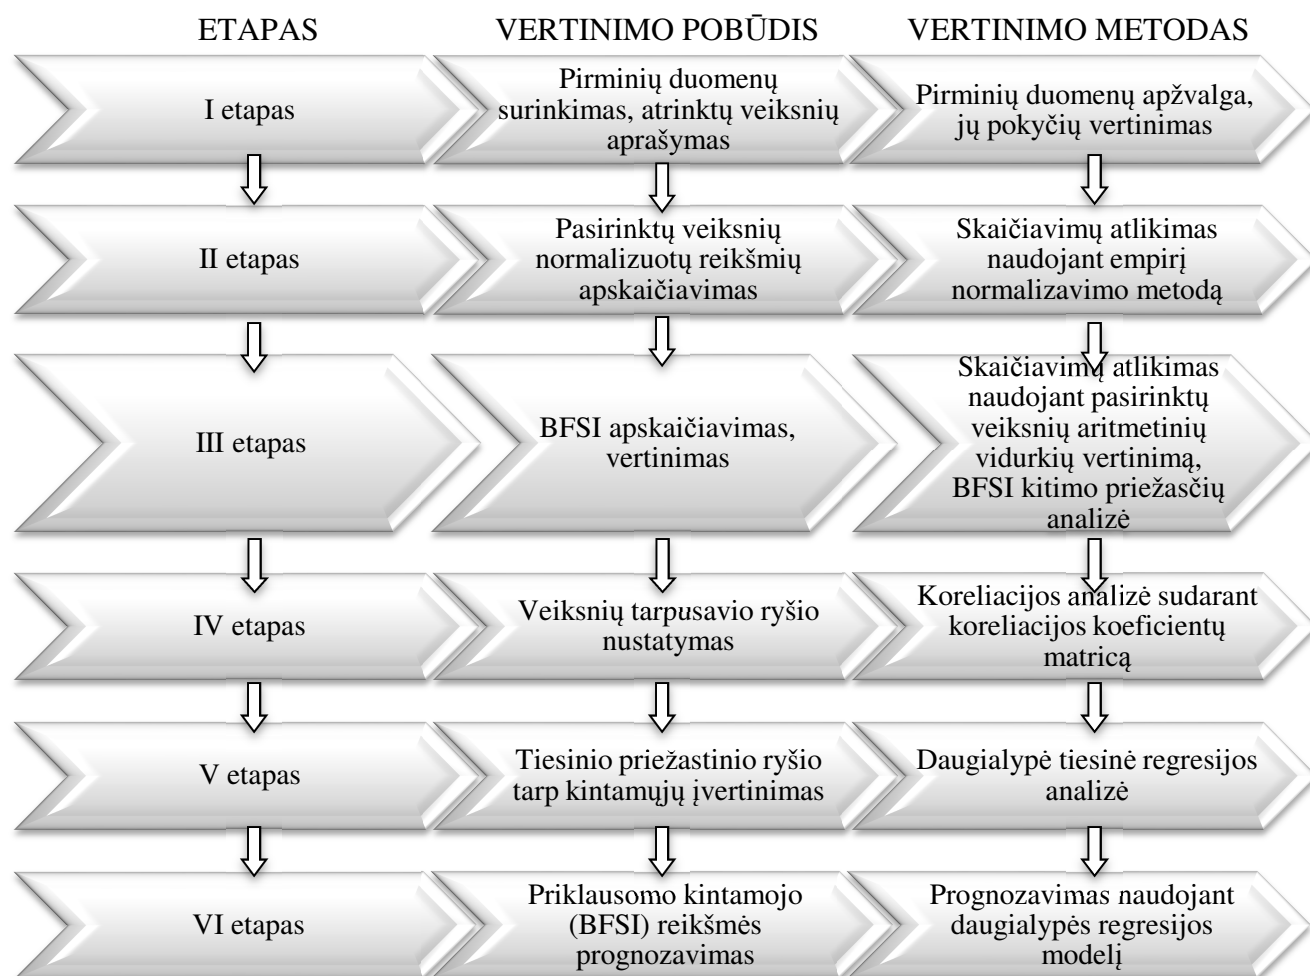 ETAPAS
VERTINIMO POBŪDIS
VERTINIMO METODAS
I etapas
Pirminių duomenų
surinkimas, atrinktų veiksnių
aprašymas
Pirminių duomenų apžvalga,
jų pokyčių vertinimas
II etapas
Pasirinktų veiksnių
normalizuotų reikšmių
apskaičiavimas
Skaičiavimų atlikimas
naudojant empirį
normalizavimo metodą
III etapas
BFSI apskaičiavimas,
vertinimas
Skaičiavimų atlikimas
naudojant pasirinktų
veiksnių aritmetinių
vidurkių vertinimą,
BFSI kitimo priežasčių
analizė
IV etapas
Veiksnių tarpusavio ryšio
nustatymas
Koreliacijos analizė sudarant
koreliacijos koeficientų
matricą
V etapas
Tiesinio priežastinio ryšio
tarp kintamųjų įvertinimas
Daugialypė tiesinė regresijos
analizė
VI etapas
Priklausomo kintamojo
(BFSI) reikšmės
prognozavimas
Prognozavimas naudojant
daugialypės regresijos
modelį